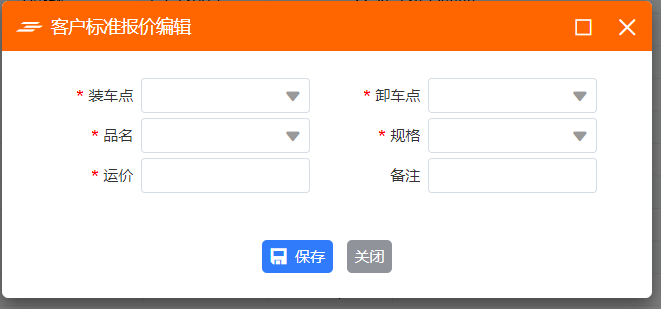 客户标准报价编辑
* 装车点
* 卸车点
* 品名
* 规格
* 运价
备注
保存
关闭